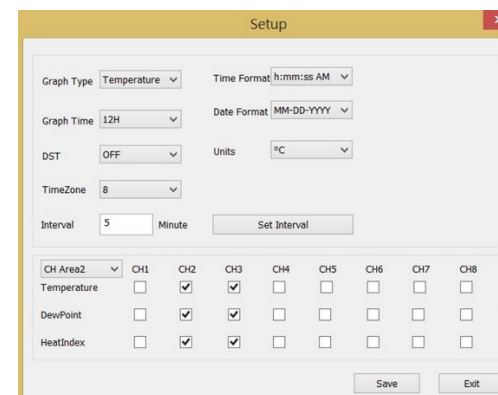 Setup
Graph Type Temperature Time Format h:mm:ss AM
Graph Time 12H Date Format MM-DD-YYYY
DST OFF Units ºC
TimeZone 8
Interval 5 Minute Set Interval
CH Area2 CH1 CH2 CH3 CH4 CH5 CH6 CH7 CH8
Temperature
DewPoint
HeatIndex
Save Exit